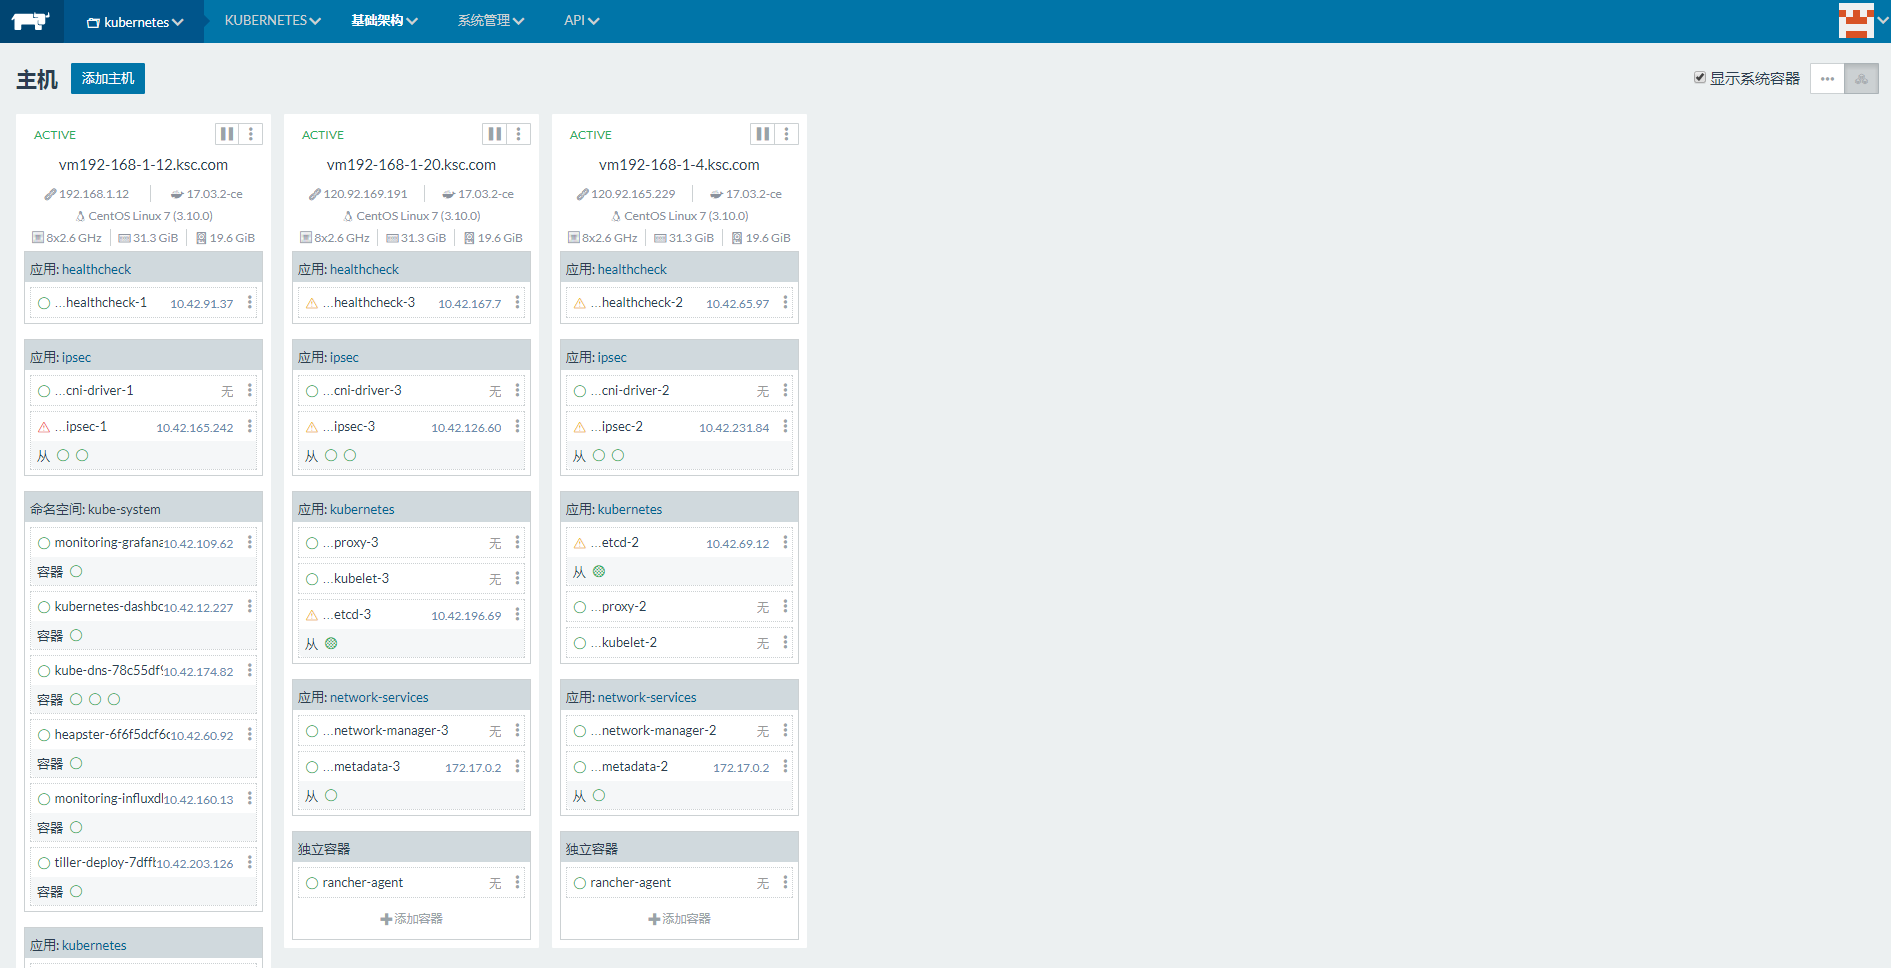 kubernetes KUBERNETES 基础架构 系统管理 API
主机 添加主机 显示系统容器
ACTIVE
vm192-168-1-12.ksc.com
192.168.1.12 17.03.2-ce
CentOS Linux 7 (3.10.0)
8x2.6 GHz 31.3 GiB 19.6 GiB
应用: healthcheck
...healthcheck-1 10.42.91.37
应用: ipsec
...cni-driver-1 无
...ipsec-1 10.42.165.242
从
命名空间: kube-system
monitoring-grafana 10.42.109.62
容器
kubernetes-dashbo 10.42.12.227
容器
kube-dns-78c55df9 10.42.174.82
容器
heapster-6f6f5dcf6c 10.42.60.92
容器
monitoring-influxdl 10.42.160.13
容器
tiller-deploy-7dfft 10.42.203.126
容器
应用: kubernetes
ACTIVE
vm192-168-1-20.ksc.com
120.92.169.191 17.03.2-ce
CentOS Linux 7 (3.10.0)
8x2.6 GHz 31.3 GiB 19.6 GiB
应用: healthcheck
...healthcheck-3 10.42.167.7
应用: ipsec
...cni-driver-3 无
...ipsec-3 10.42.126.60
从
应用: kubernetes
...proxy-3 无
...kubelet-3 无
...etcd-3 10.42.196.69
从
应用: network-services
...network-manager-3 无
...metadata-3 172.17.0.2
从
独立容器
rancher-agent 无
添加容器
ACTIVE
vm192-168-1-4.ksc.com
120.92.165.229 17.03.2-ce
CentOS Linux 7 (3.10.0)
8x2.6 GHz 31.3 GiB 19.6 GiB
应用: healthcheck
...healthcheck-2 10.42.65.97
应用: ipsec
...cni-driver-2 无
...ipsec-2 10.42.231.84
从
应用: kubernetes
...etcd-2 10.42.69.12
从
...proxy-2 无
...kubelet-2 无
应用: network-services
...network-manager-2 无
...metadata-2 172.17.0.2
从
独立容器
rancher-agent 无
添加容器